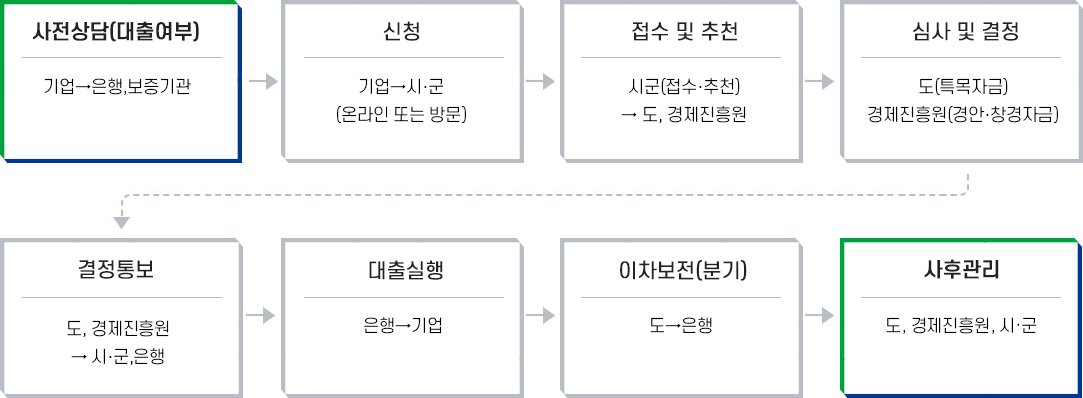 사전상담(대출여부)
기업→은행,보증기관
신청
기업→시·군
(온라인 또는 방문)
접수 및 추천
시군(접수·추천)
→ 도, 경제진흥원
심사 및 결정
도(특목자금)
경제진흥원(경안·창경자금)
결정통보
도, 경제진흥원
→ 시·군,은행
대출실행
은행→기업
이차보전(분기)
도→은행
사후관리
도, 경제진흥원, 시·군